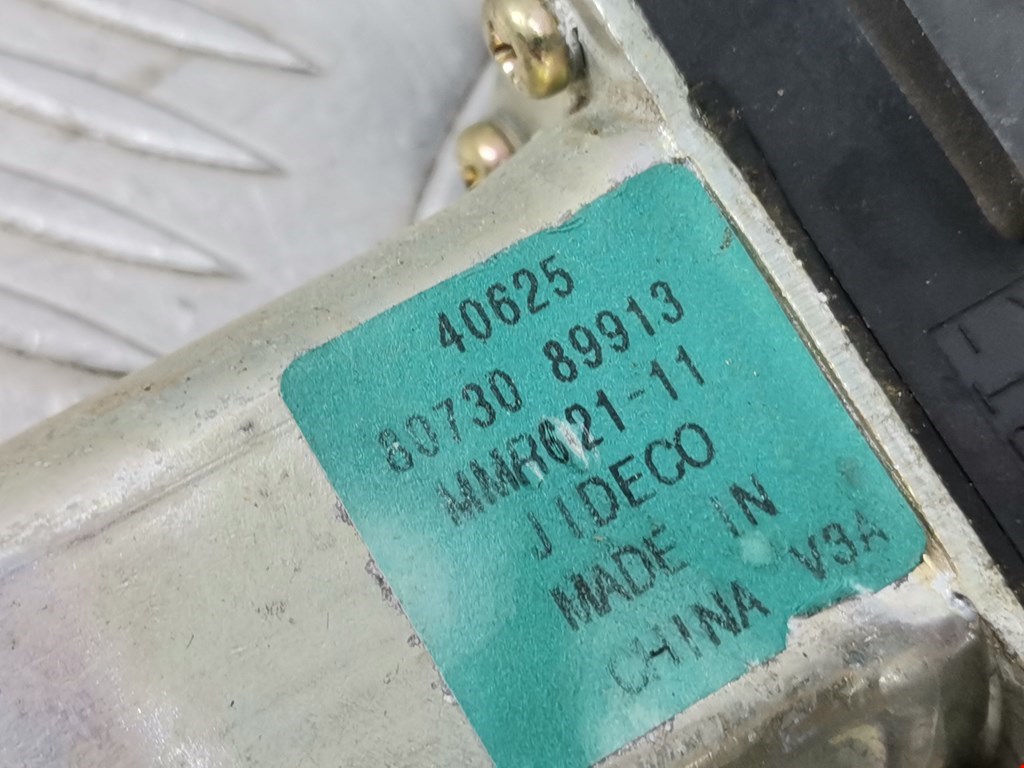 40625
80730 89913
MMR621-11
JIDECO
MADE IN
CHINA V3A